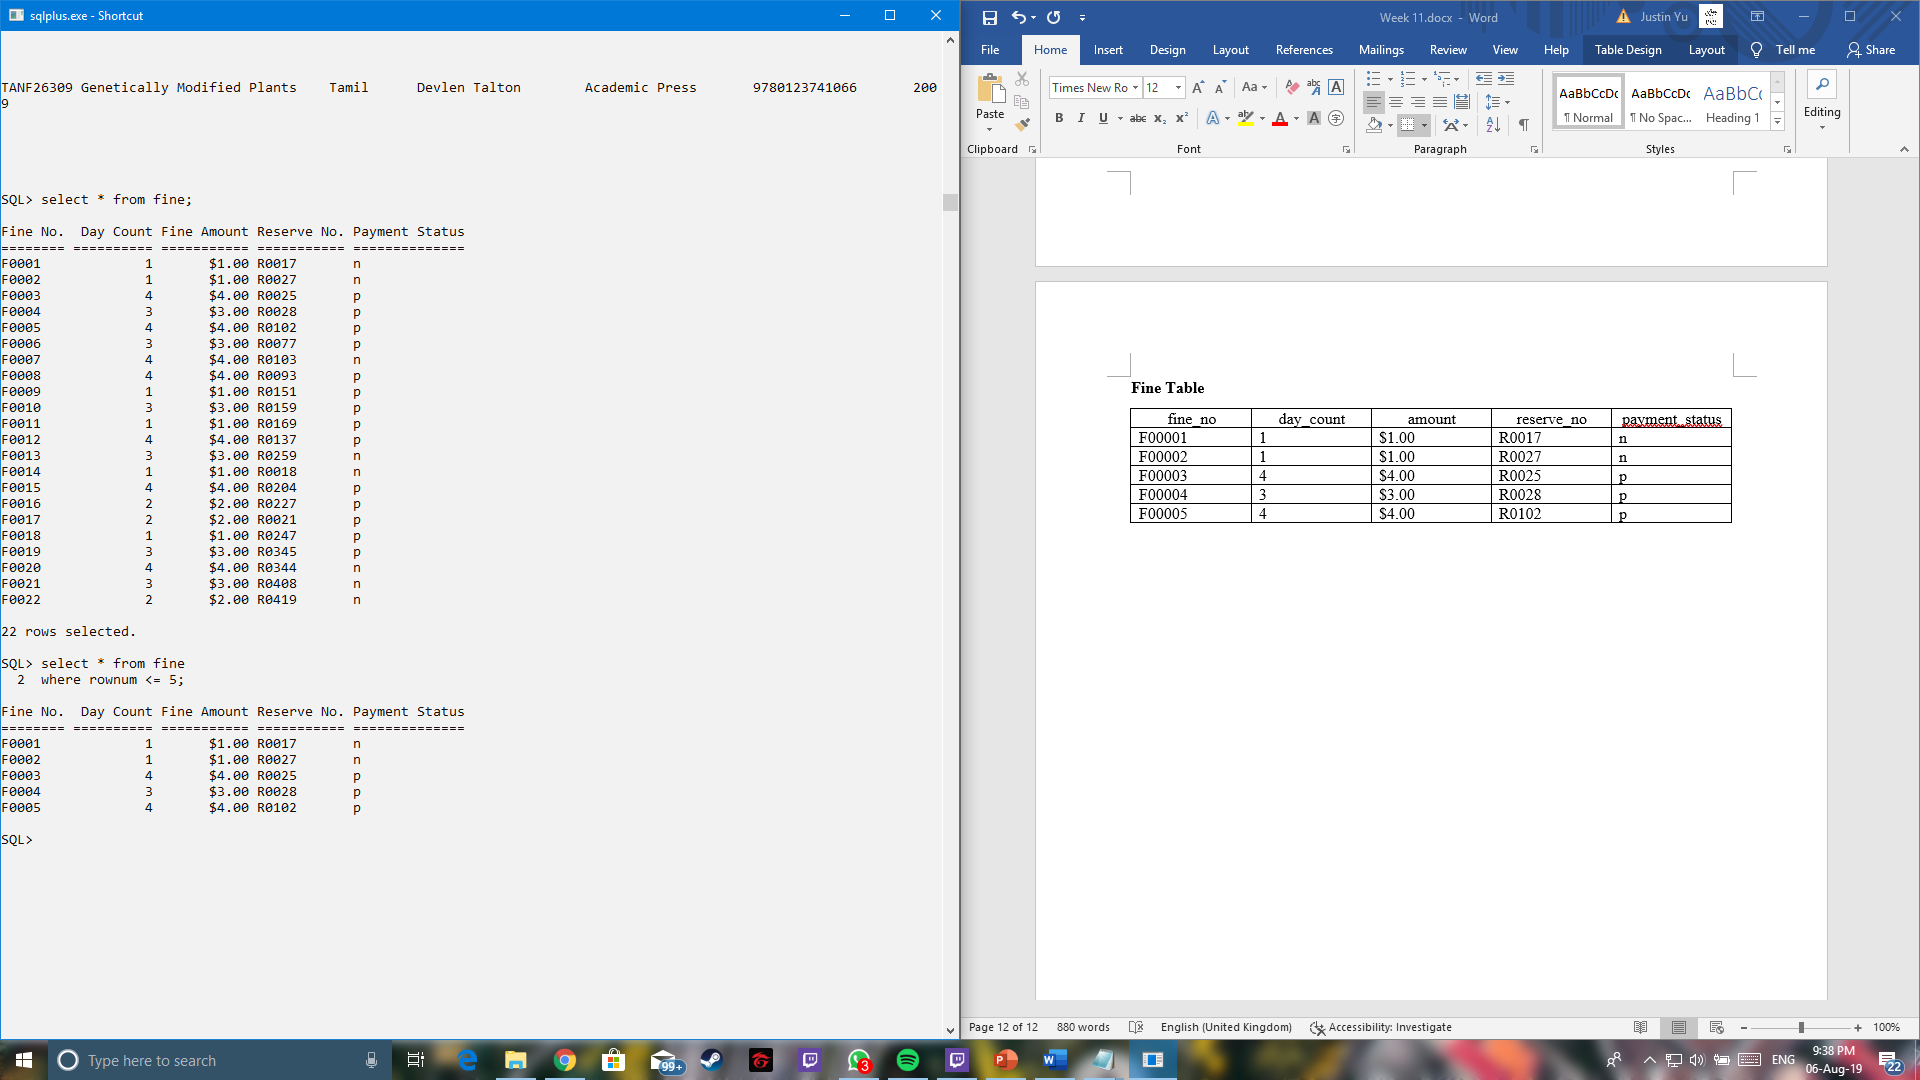 sqlplus.exe - Shortcut
TANF26309 Genetically Modified Plants Tamil Devlen Talton Academic Press 9780123741066 200
9
SQL> select * from fine;
Fine No. Day Count Fine Amount Reserve No. Payment Status
======== ========== =========== =========== ==============
F0001 1 $1.00 R0017 n
F0002 1 $1.00 R0027 n
F0003 4 $4.00 R0025 p
F0004 3 $3.00 R0028 p
F0005 4 $4.00 R0102 p
F0006 3 $3.00 R0077 p
F0007 4 $4.00 R0103 n
F0008 4 $4.00 R0093 p
F0009 1 $1.00 R0151 p
F0010 3 $3.00 R0159 p
F0011 1 $1.00 R0169 p
F0012 4 $4.00 R0137 p
F0013 3 $3.00 R0259 n
F0014 1 $1.00 R0018 n
F0015 4 $4.00 R0204 p
F0016 2 $2.00 R0227 p
F0017 2 $2.00 R0021 p
F0018 1 $1.00 R0247 p
F0019 3 $3.00 R0345 p
F0020 4 $4.00 R0344 n
F0021 3 $3.00 R0408 n
F0022 2 $2.00 R0419 n
22 rows selected.
SQL> select * from fine
2 where rownum <= 5;
Fine No. Day Count Fine Amount Reserve No. Payment Status
======== ========== =========== =========== ==============
F0001 1 $1.00 R0017 n
F0002 1 $1.00 R0027 n
F0003 4 $4.00 R0025 p
F0004 3 $3.00 R0028 p
F0005 4 $4.00 R0102 p
SQL>
Week 11.docx - Word
Justin Yu
File Home Insert Design Layout References Mailings Review View Help Table Design Layout Tell me Share
Times New Ro 12
Aa
B I U abc x₂ x²
Paste
AaBbCcDc AaBbCcDc AaBbCc
¶ Normal ¶ No Spac... Heading 1
Editing
Clipboard Font Paragraph Styles
Fine Table
fine_no day_count amount reserve_no payment_status
F00001 1 $1.00 R0017 n
F00002 1 $1.00 R0027 n
F00003 4 $4.00 R0025 p
F00004 3 $3.00 R0028 p
F00005 4 $4.00 R0102 p
Page 12 of 12 880 words English (United Kingdom) Accessibility: Investigate 100%
Type here to search
99+
3
ENG
9:38 PM
06-Aug-19
22